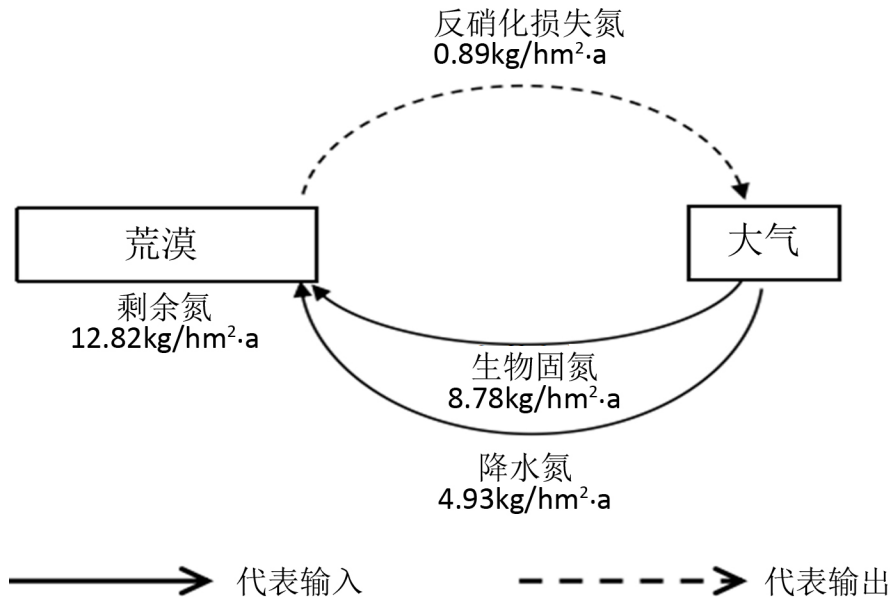 反硝化损失氮
0.89kg/hm²·a
荒漠
大气
剩余氮
12.82kg/hm²·a
生物固氮
8.78kg/hm²·a
降水氮
4.93kg/hm²·a
代表输入
代表输出